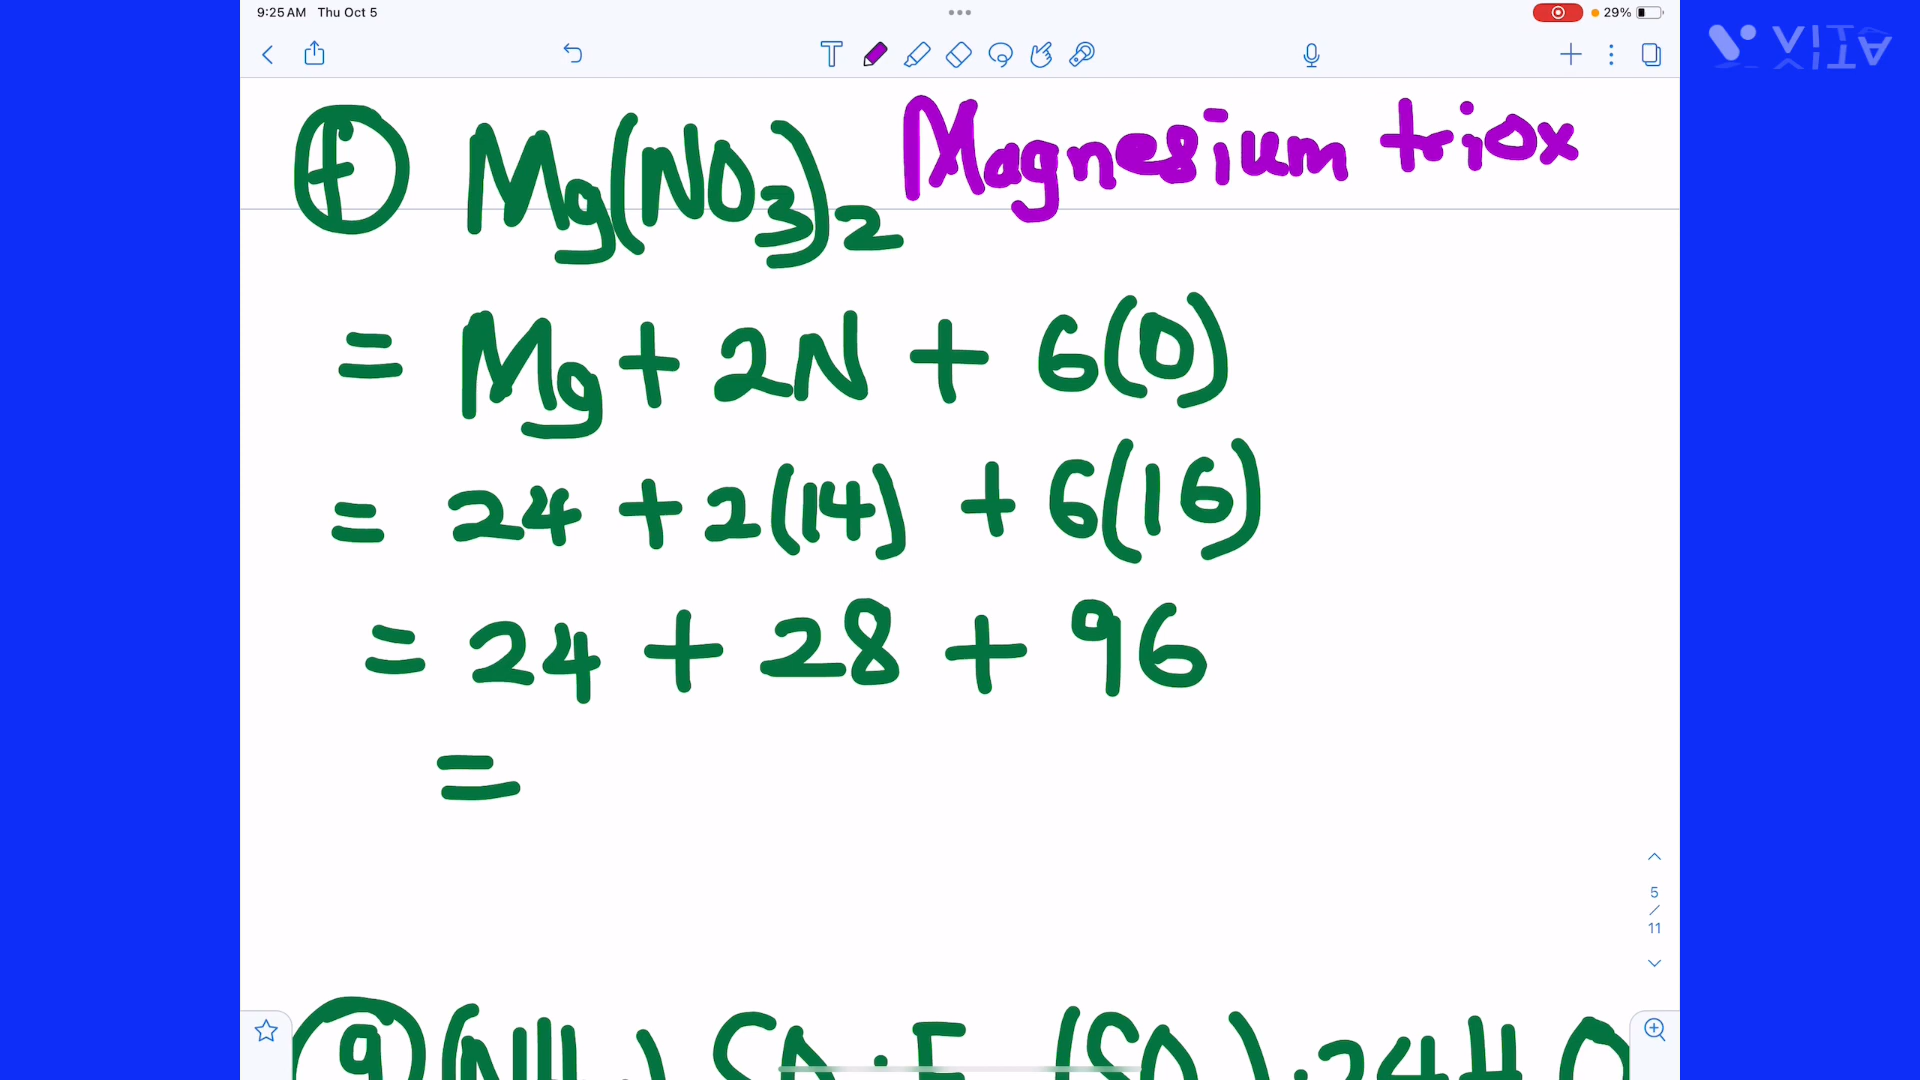 9:25 AM Thu Oct 5
29%
VITA
f Mg(NO3)2 Magnesium triox
= Mg + 2N + 6(O)
= 24 + 2(14) + 6(16)
= 24 + 28 + 96
=
5
/
11
g